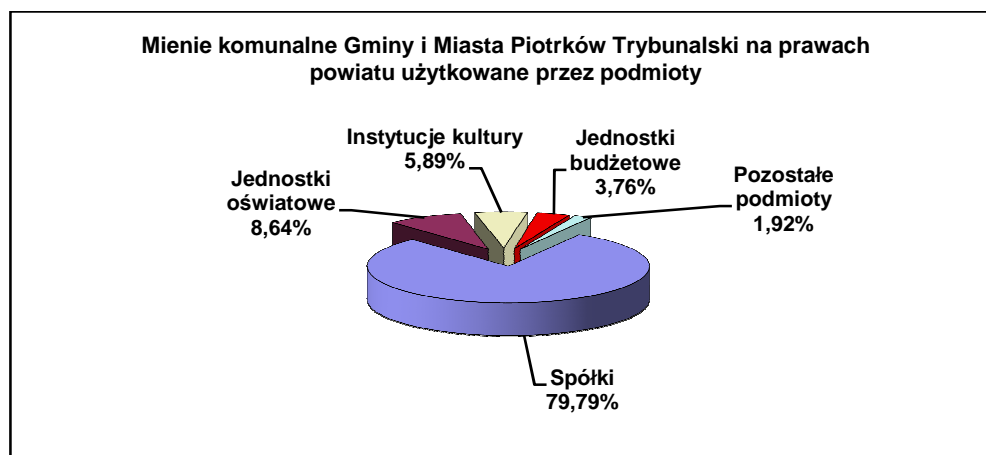 Mienie komunalne Gminy i Miasta Piotrków Trybunalski na prawach
powiatu użytkowane przez podmioty
Instytucje kultury
5,89%
Jednostki
budżetowe
3,76%
Pozostałe
podmioty
1,92%
Jednostki
oświatowe
8,64%
Spółki
79,79%